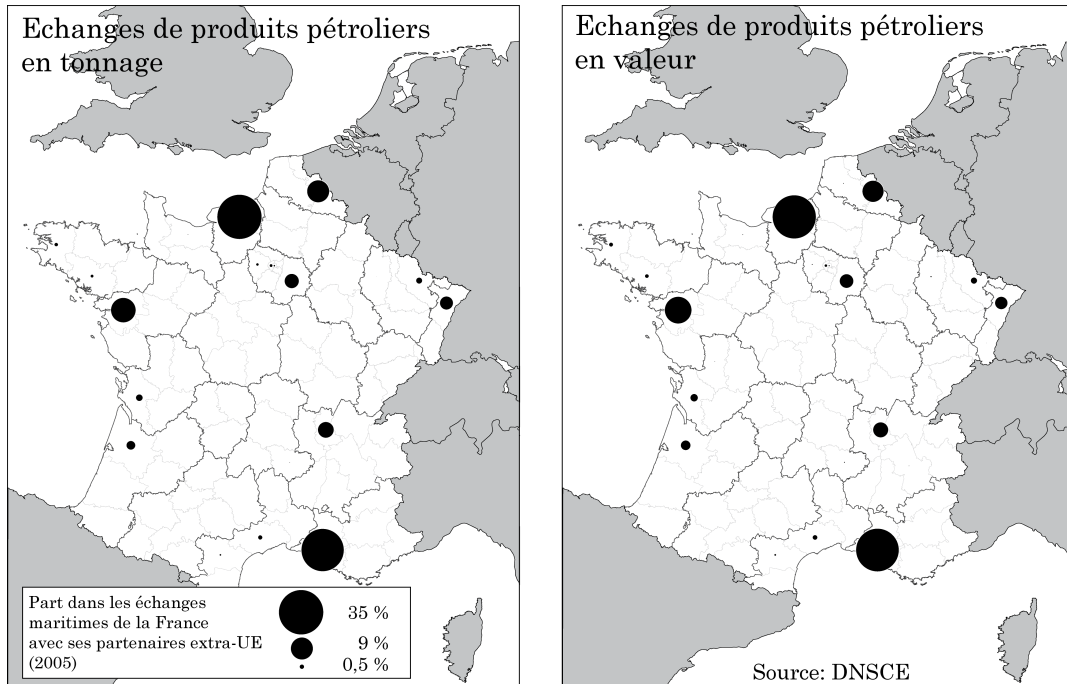 Echanges de produits pétroliers
en tonnage
Part dans les échanges
maritimes de la France
avec ses partenaires extra-UE
(2005)
35 %
9 %
0,5 %
Echanges de produits pétroliers
en valeur
Source: DNSCE